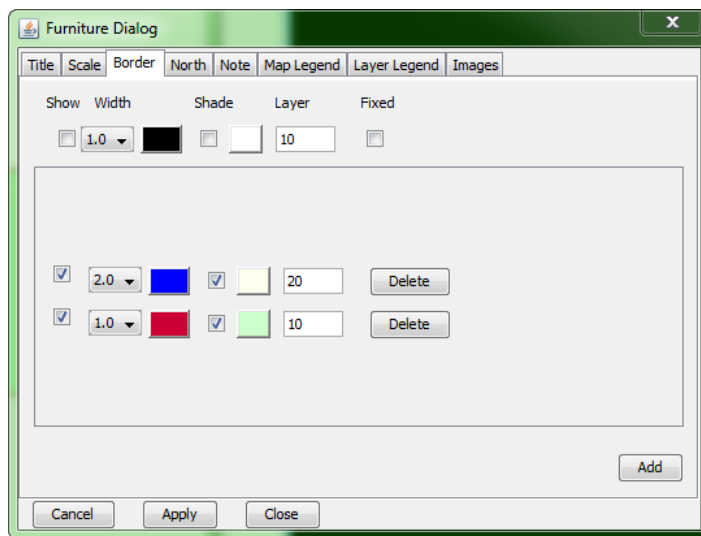 Furniture Dialog
Title Scale Border North Note Map Legend Layer Legend Images
Show Width Shade Layer Fixed
1.0 10
2.0 20 Delete
1.0 10 Delete
Add
Cancel Apply Close